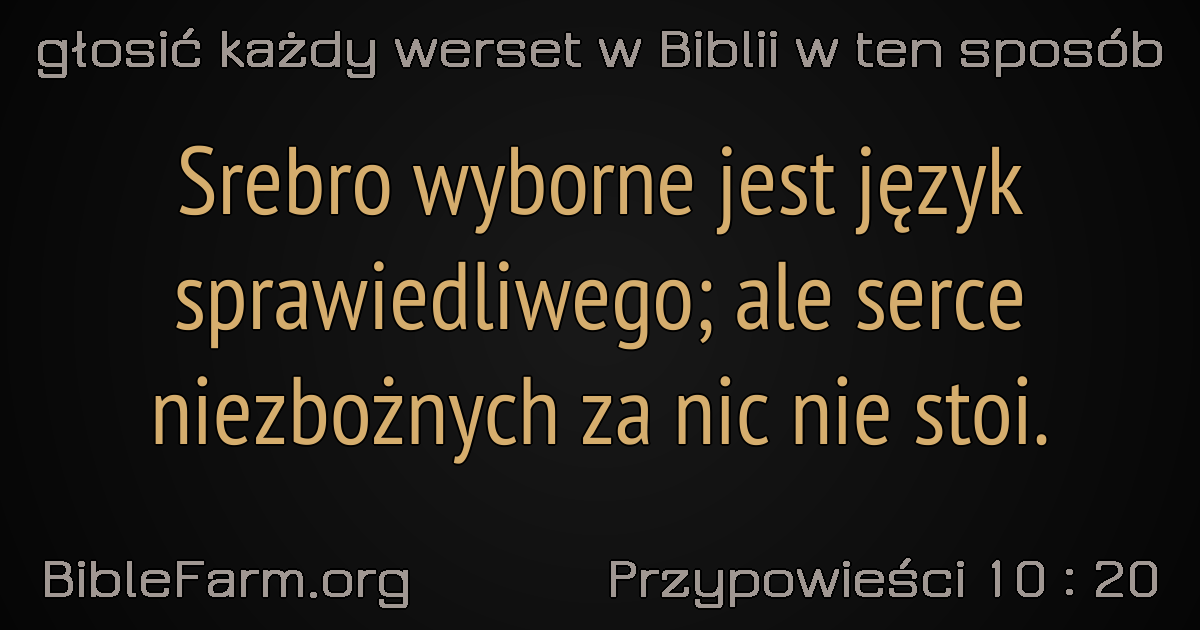 głosić każdy werset w Biblii w ten sposób
Srebro wyborne jest język
sprawiedliwego; ale serce
niezbożnych za nic nie stoi.
BibleFarm.org
Przypowieści 10 : 20